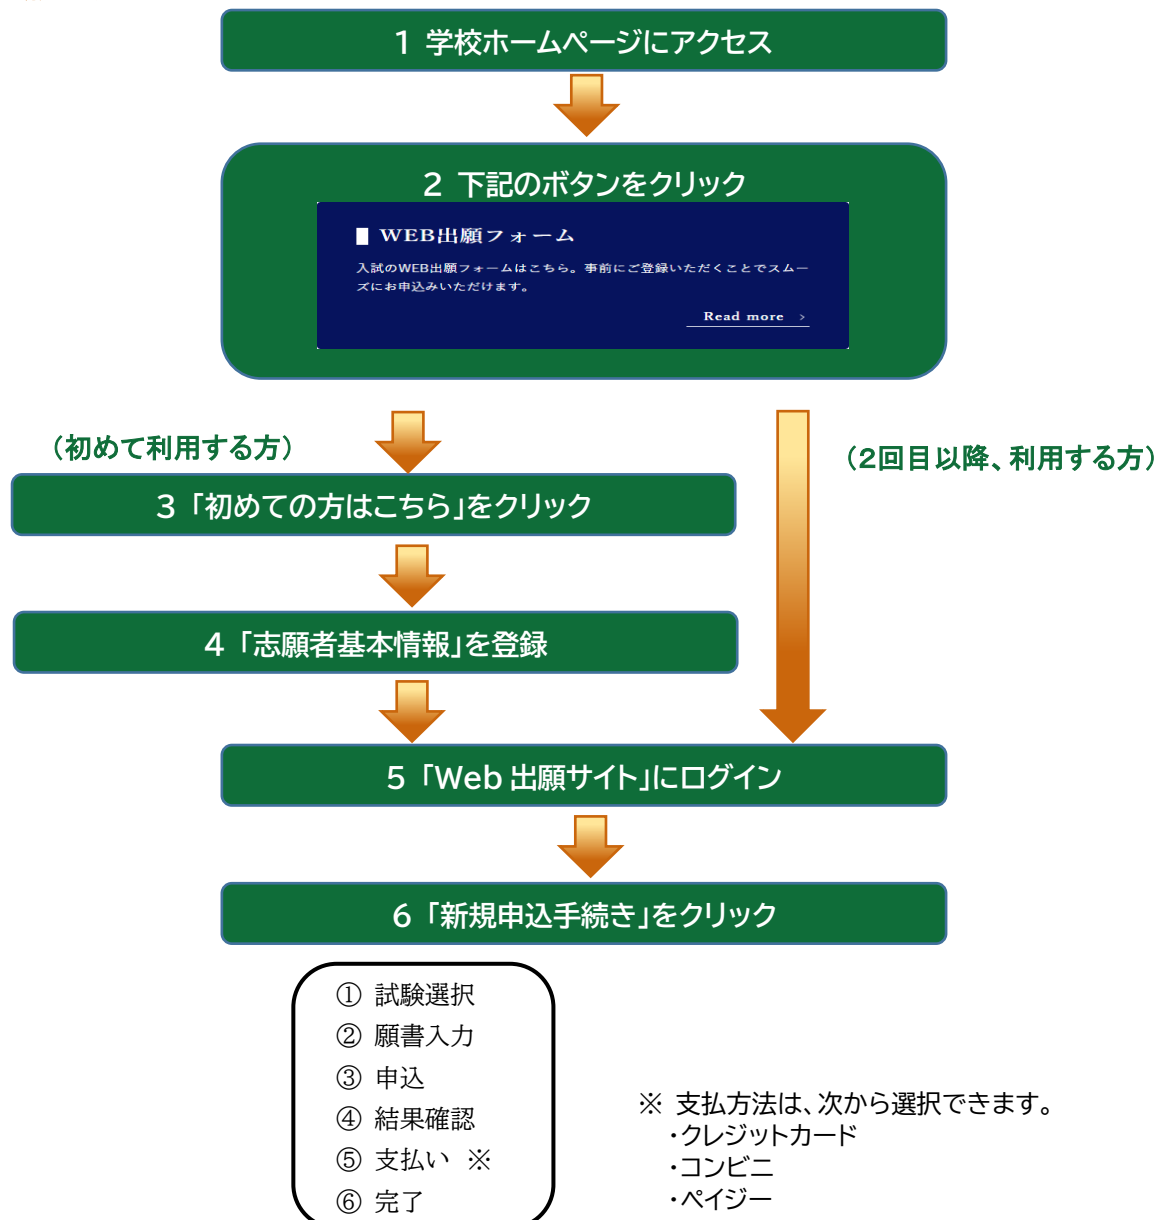 1 学校ホームページにアクセス
2 下記のボタンをクリック
WEB出願フォーム
入試のWEB出願フォームはこちら。事前にご登録いただくことでスムー
ズにお申込みいただけます。
Read more >
（初めて利用する方）
（2回目以降、利用する方）
3 「初めての方はこちら」をクリック
4 「志願者基本情報」を登録
5 「Web 出願サイト」にログイン
6 「新規申込手続き」をクリック
① 試験選択
② 願書入力
③ 申込
④ 結果確認
⑤ 支払い ※
⑥ 完了
※ 支払方法は、次から選択できます。
・クレジットカード
・コンビニ
・ペイジー